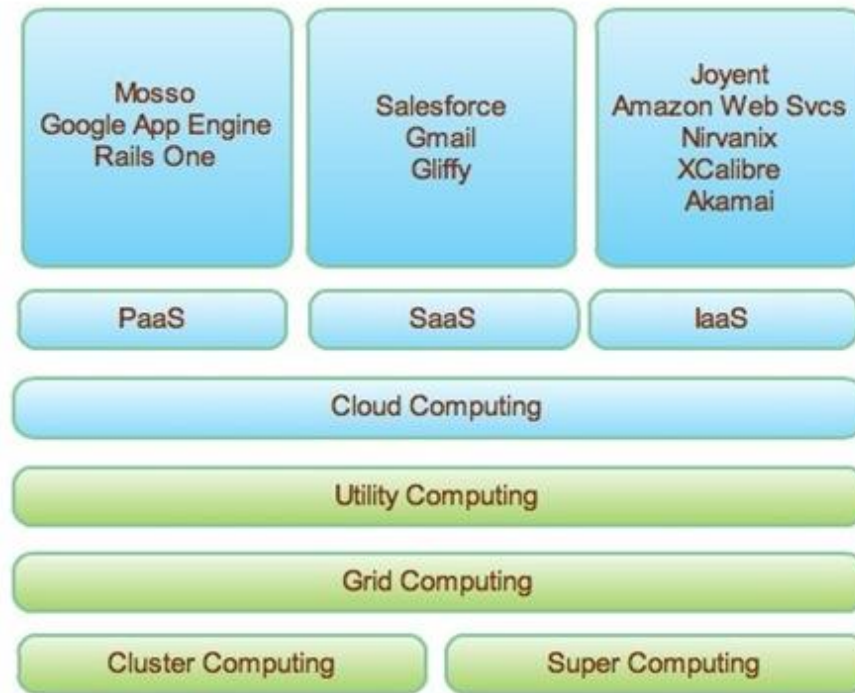 Mosso
Google App Engine
Rails One
Salesforce
Gmail
Gliffy
Joyent
Amazon Web Svcs
Nirvanix
XCalibre
Akamai
PaaS
SaaS
IaaS
Cloud Computing
Utility Computing
Grid Computing
Cluster Computing
Super Computing